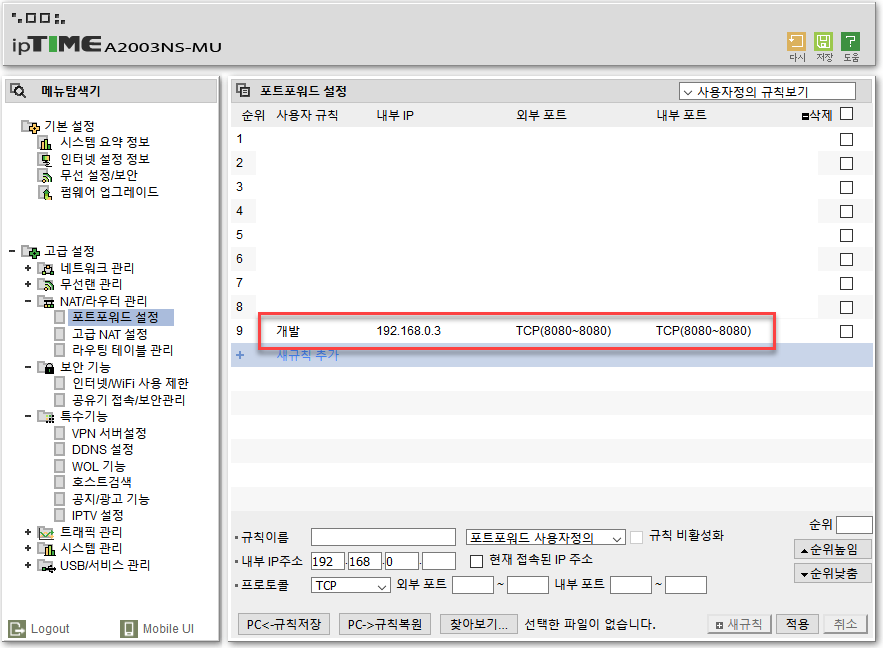 ipTIME A2003NS-MU
다시 저장 도움
메뉴탐색기
기본 설정
시스템 요약 정보
인터넷 설정 정보
무선 설정/보안
펌웨어 업그레이드
고급 설정
네트워크 관리
무선랜 관리
NAT/라우터 관리
포트포워드 설정
고급 NAT 설정
라우팅 테이블 관리
보안 기능
인터넷/WiFi 사용 제한
공유기 접속/보안관리
특수기능
VPN 서버설정
DDNS 설정
WOL 기능
호스트검색
공지/광고 기능
IPTV 설정
트래픽 관리
시스템 관리
USB/서비스 관리
Logout Mobile UI
포트포워드 설정 사용자정의 규칙보기
순위 사용자 규칙 내부 IP 외부 포트 내부 포트 삭제
1
2
3
4
5
6
7
8
9 개발 192.168.0.3 TCP(8080~8080) TCP(8080~8080)
+ 새규칙 추가
순위
규칙이름 포트포워드 사용자정의 규칙 비활성화
순위높임
내부 IP주소 192 . 168 . 0 . 현재 접속된 IP 주소
순위낮춤
프로토콜 TCP 외부 포트 ~ 내부 포트 ~
PC<-규칙저장 PC->규칙복원 찾아보기... 선택한 파일이 없습니다. 새규칙 적용 취소